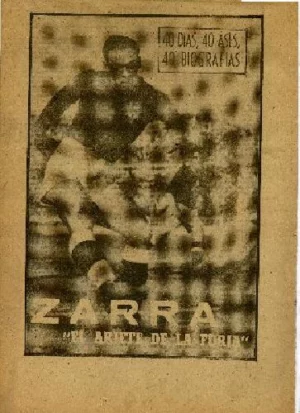 40 DIAS, 40 ASES,
40 BIOGRAFIAS
ZARRA
"EL ARIETE DE LA FURIA"